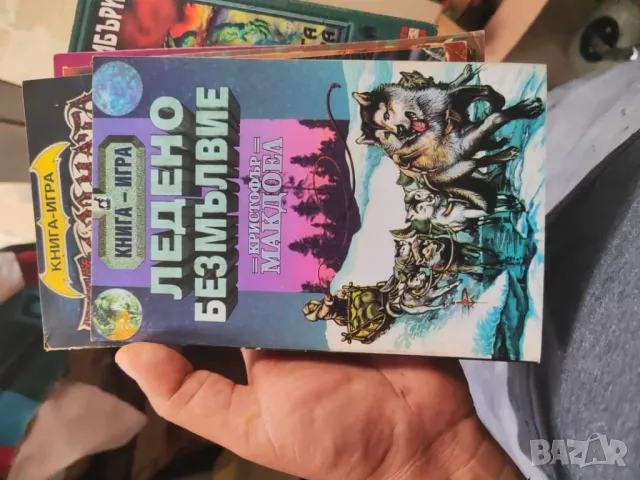 КНИГА - ИГРА
ЛЕДЕНО
БЕЗМЪЛВИЕ
КРИСТОФЪР
МАКДОЕЛ
КНИГА-ИГРА
BAZAR